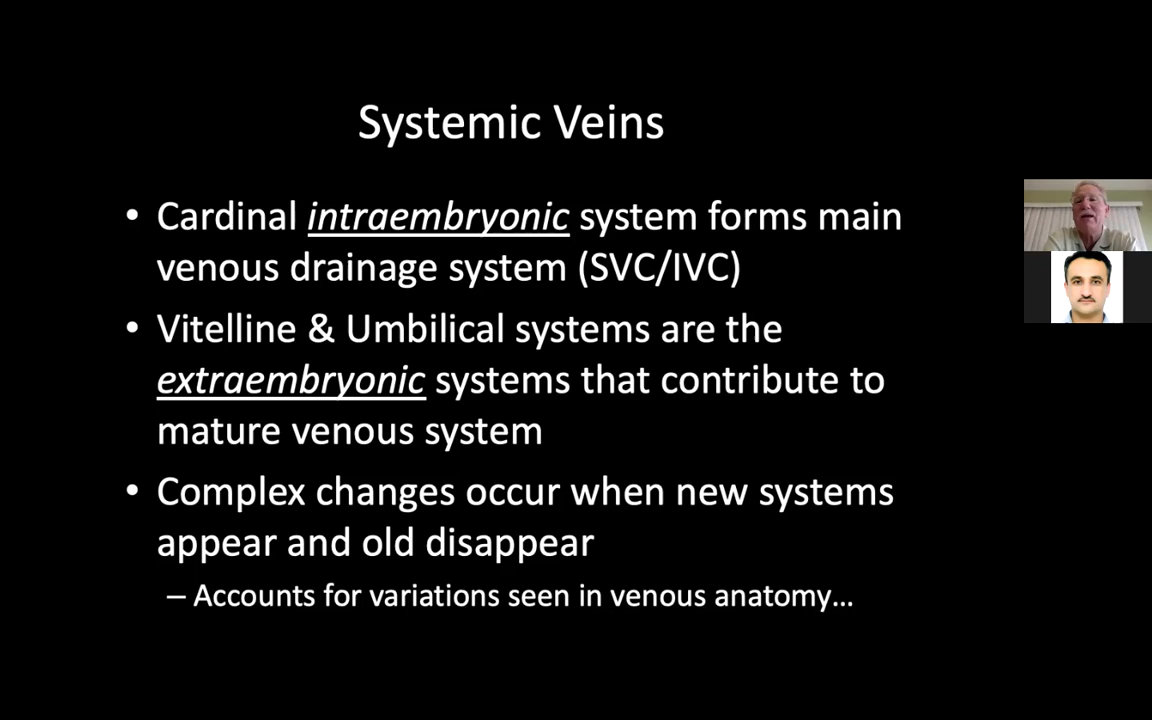 Systemic Veins
• Cardinal intraembryonic system forms main
venous drainage system (SVC/IVC)
• Vitelline & Umbilical systems are the
extraembryonic systems that contribute to
mature venous system
• Complex changes occur when new systems
appear and old disappear
– Accounts for variations seen in venous anatomy...